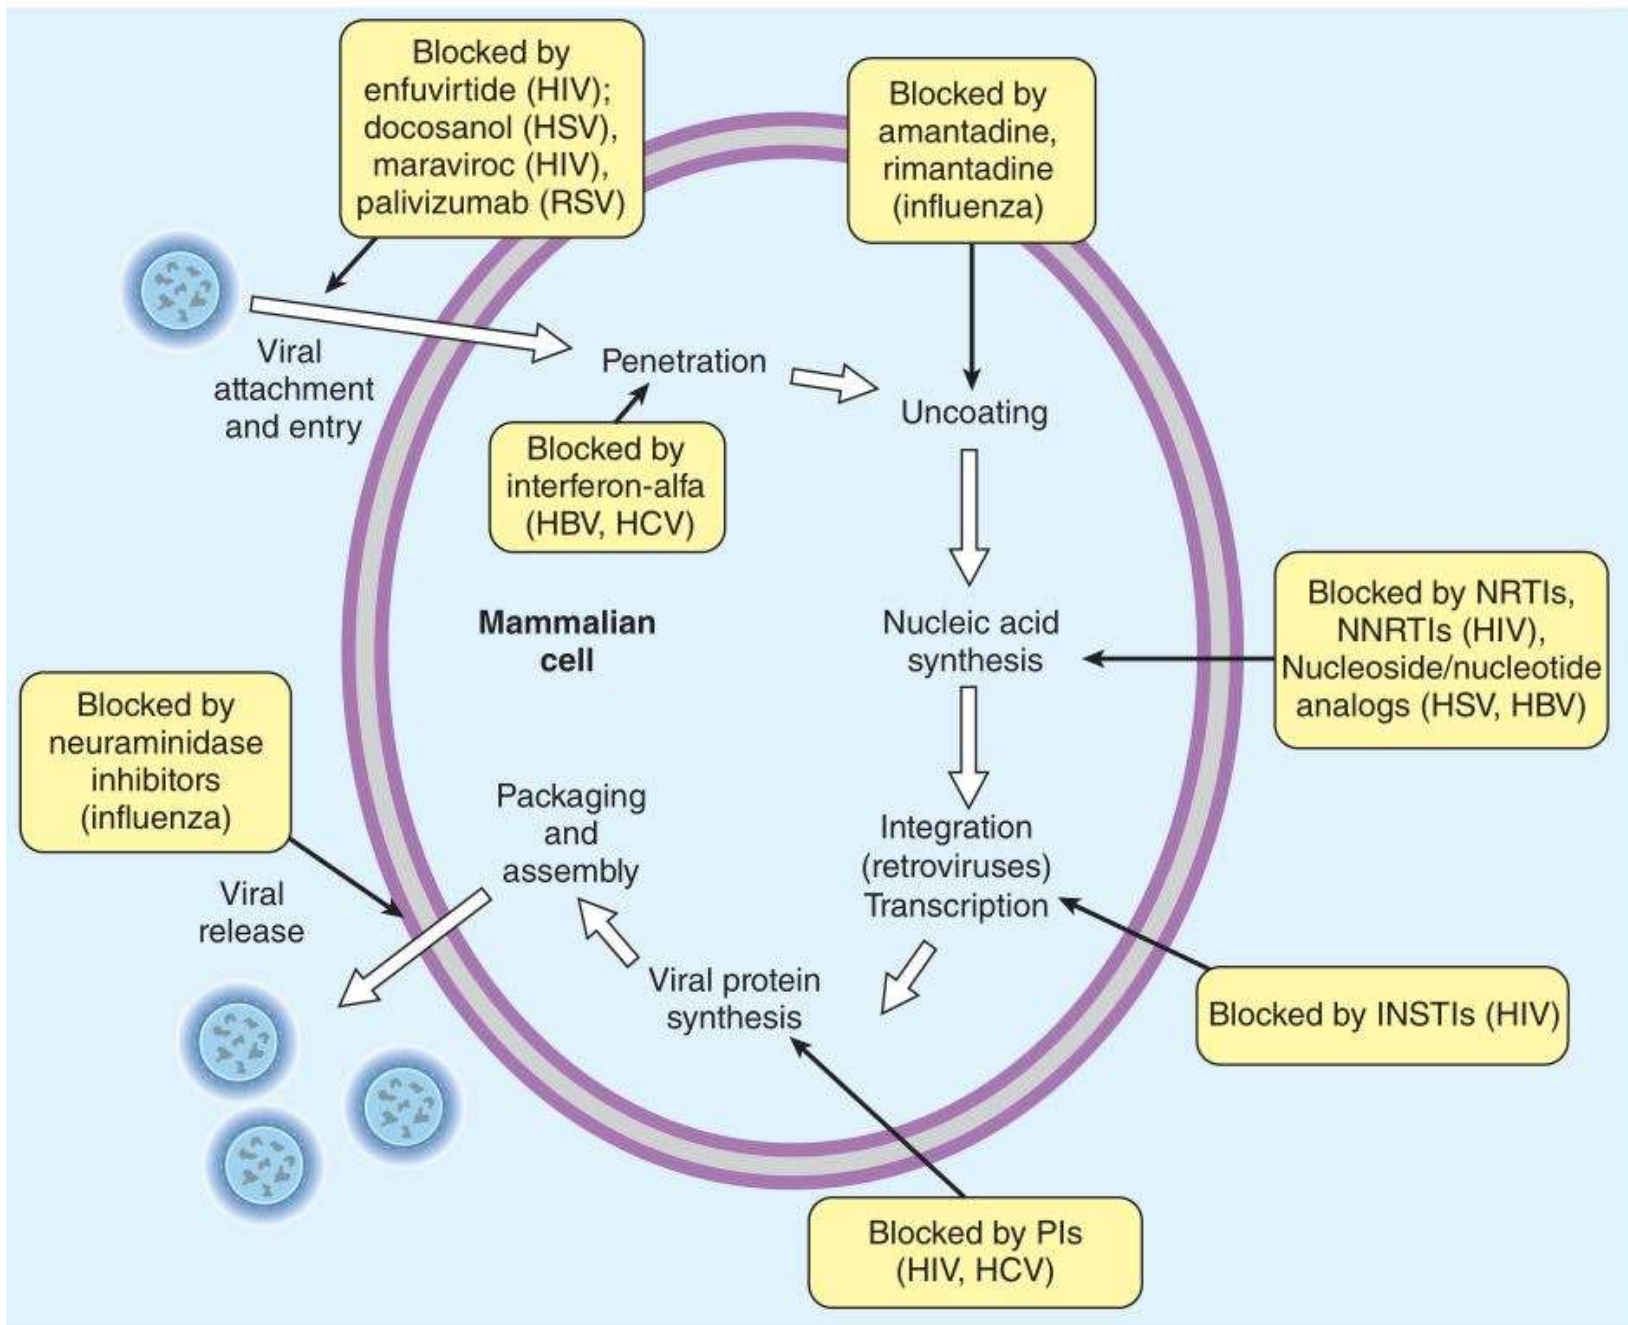 Blocked by
enfuvirtide (HIV);
docosanol (HSV),
maraviroc (HIV),
palivizumab (RSV)
Blocked by
amantadine,
rimantadine
(influenza)
Viral
attachment
and entry
Penetration
Uncoating
Blocked by
interferon-alfa
(HBV, HCV)
Mammalian
cell
Nucleic acid
synthesis
Blocked by NRTIs,
NNRTIs (HIV),
Nucleoside/nucleotide
analogs (HSV, HBV)
Blocked by
neuraminidase
inhibitors
(influenza)
Packaging
and
assembly
Integration
(retroviruses)
Transcription
Viral
release
Viral protein
synthesis
Blocked by INSTIs (HIV)
Blocked by PIs
(HIV, HCV)